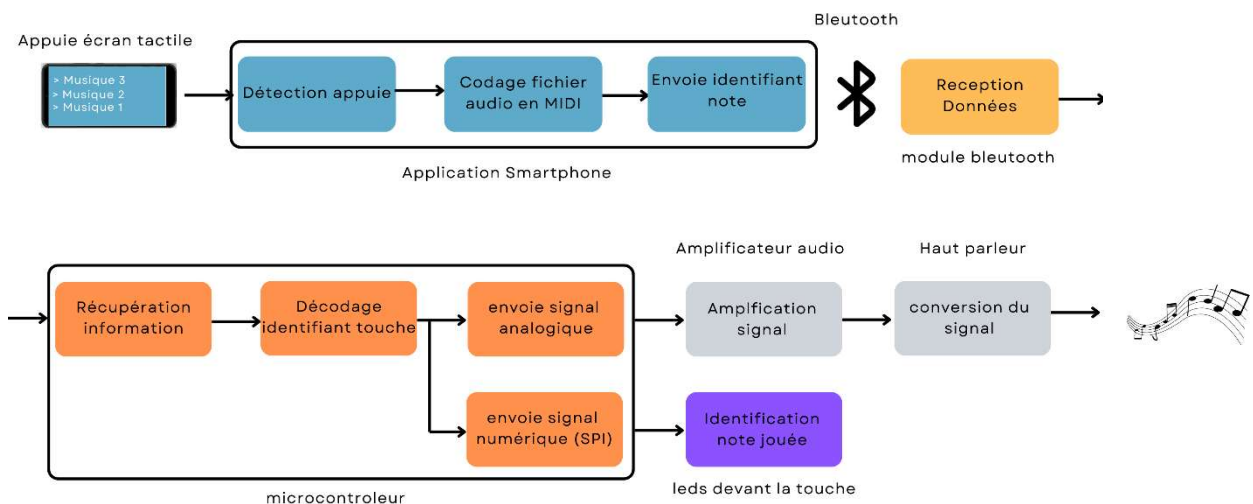 Bleutooth
Appuie écran tactile
> Musique 3
> Musique 2
> Musique 1
Détection appuie
Codage fichier
audio en MIDI
Envoie identifiant
note
Reception
Données
module bleutooth
Application Smartphone
Amplificateur audio
Haut parleur
Récupération
information
Décodage
identifiant touche
envoie signal
analogique
Amplfication
signal
conversion du
signal
envoie signal
numérique (SPI)
Identification
note jouée
microcontroleur
leds devant la touche